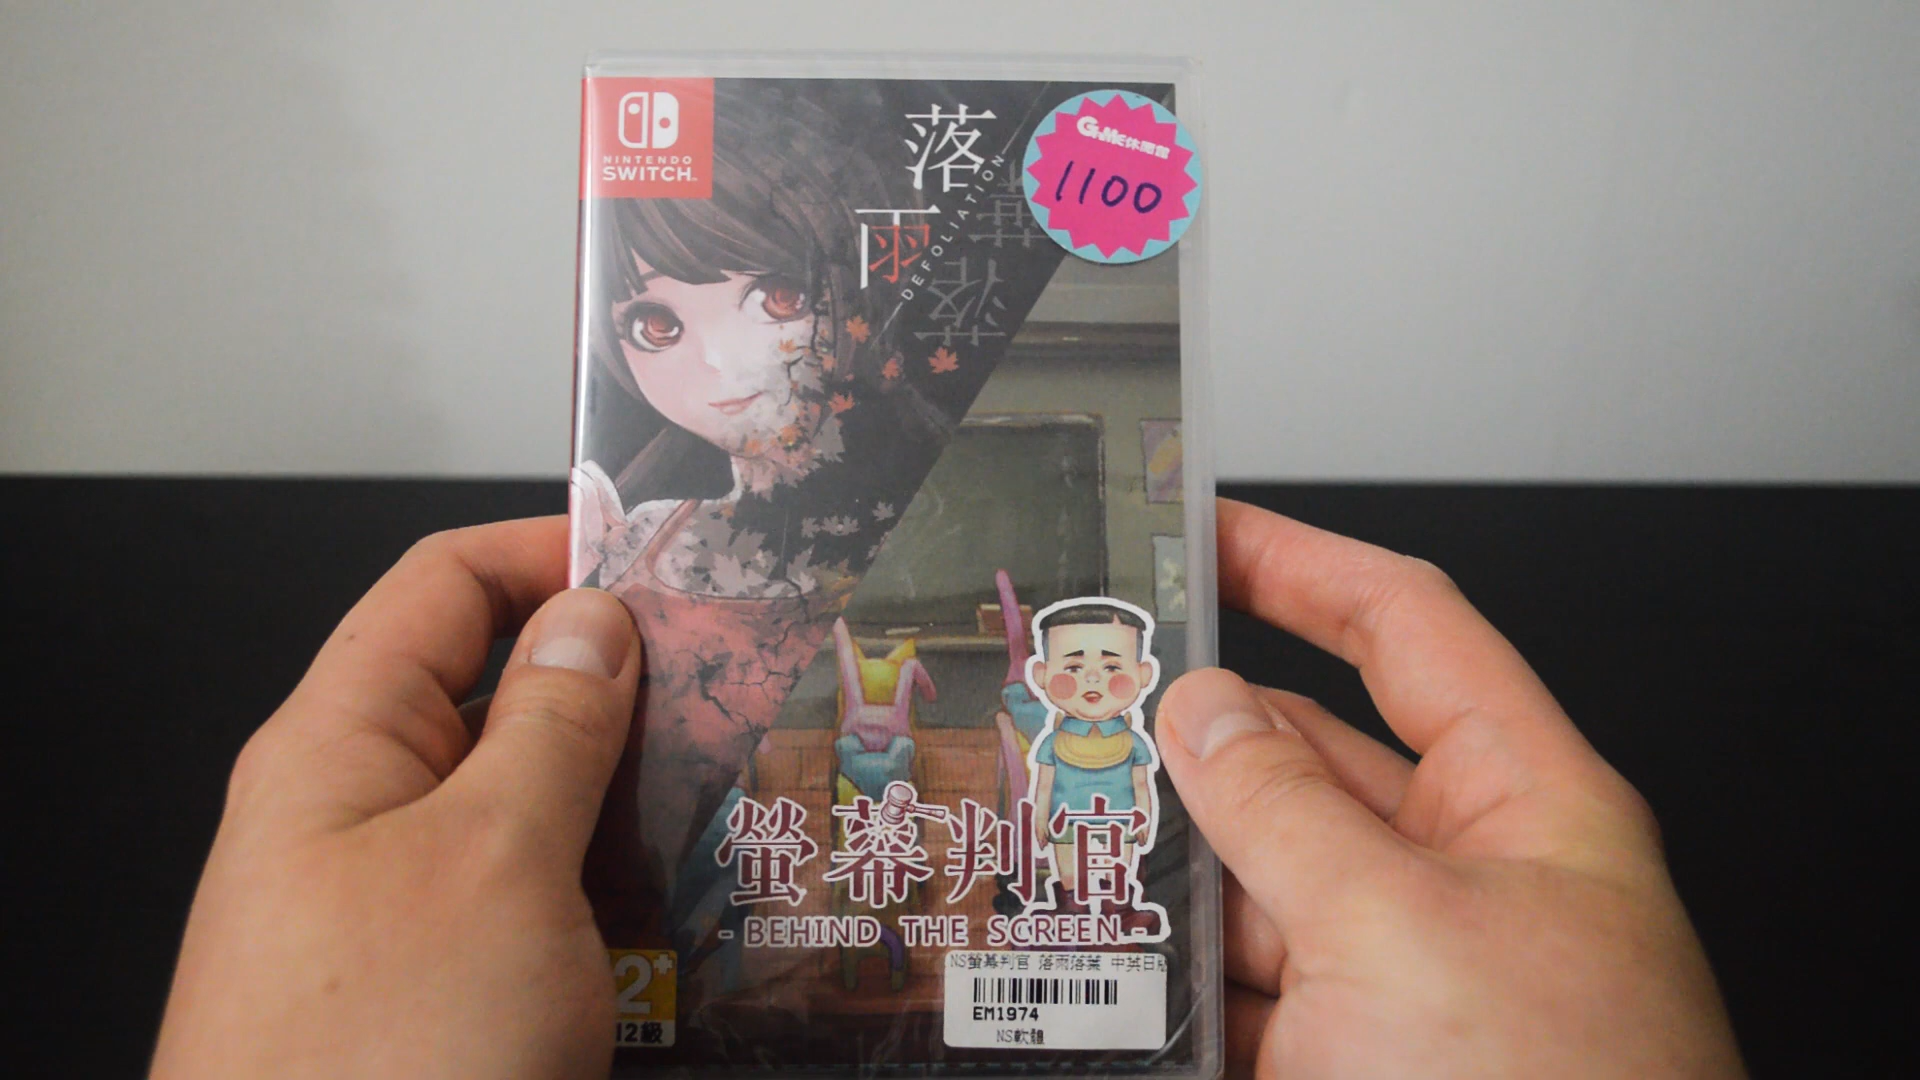 NINTENDO
SWITCH
落雨
DEFOLIATION
落葉
GAME休閒館
1100
螢幕判官
- BEHIND THE SCREEN -
NS螢幕判官 落雨落葉 中英日版
EM1974
NS軟體
12+
12級